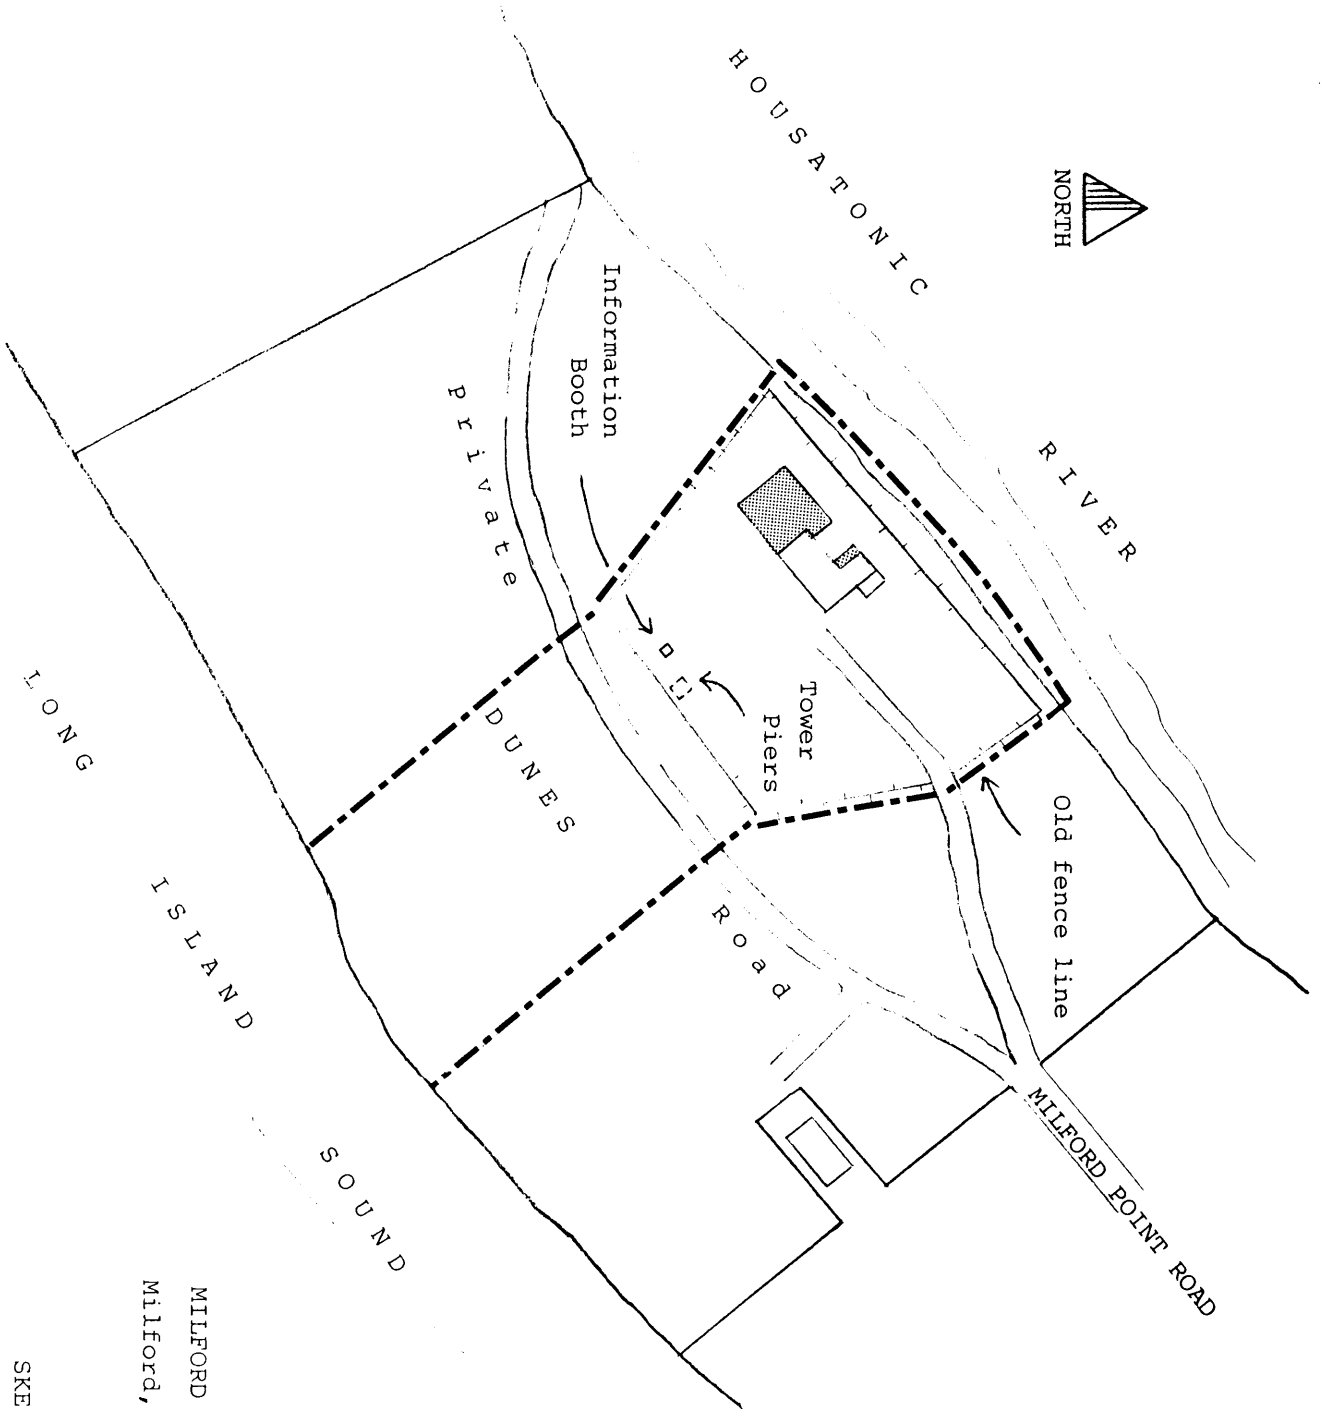 NORTH
HOUSATONIC
RIVER
MILFORD POINT ROAD
Old fence line
Tower
Piers
Information
Booth
Private
Road
DUNES
LONG
ISLAND
SOUND
MILFORD
Milford,
SKE